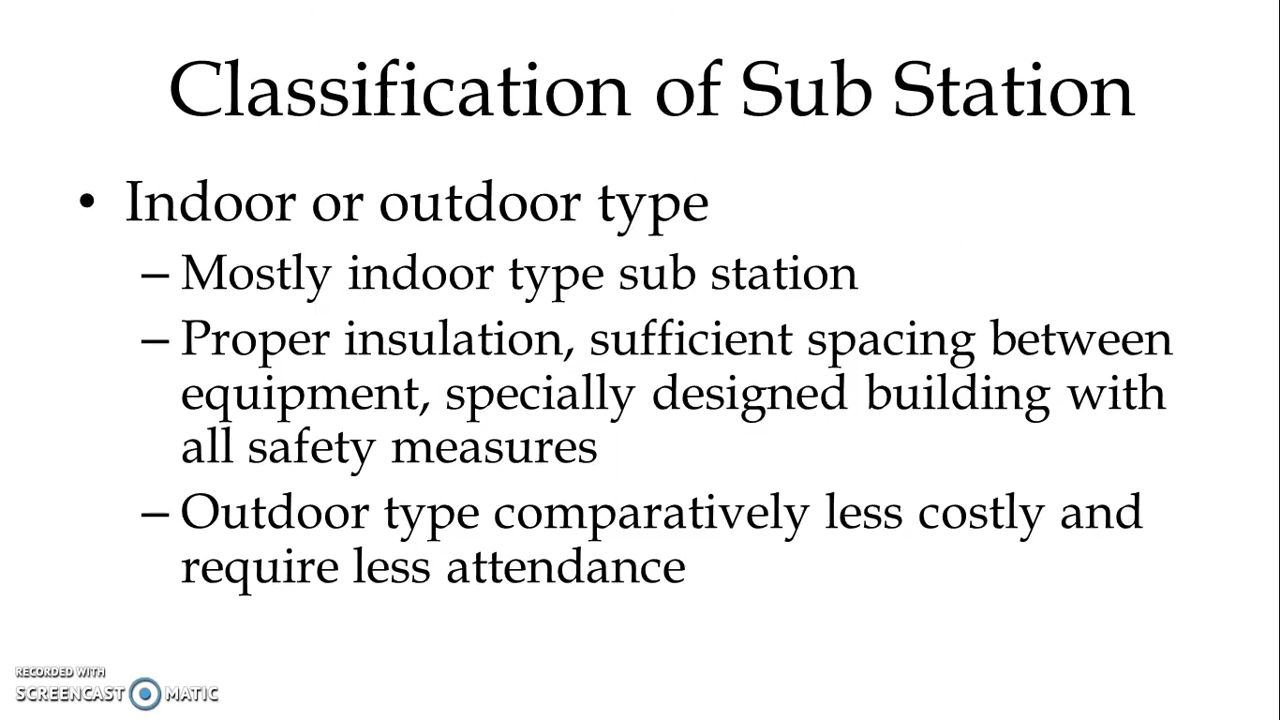 Classification of Sub Station
• Indoor or outdoor type
– Mostly indoor type sub station
– Proper insulation, sufficient spacing between
equipment, specially designed building with
all safety measures
– Outdoor type comparatively less costly and
require less attendance
RECORDED WITH
SCREENCAST MATIC